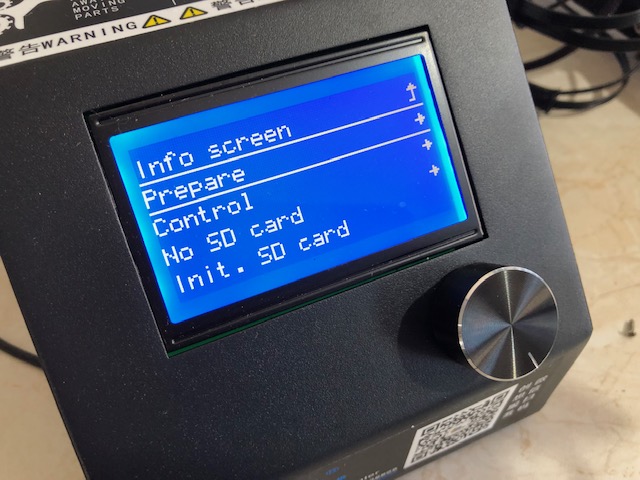 MOVING
PARTS
警告WARNING
警告
Info screen
Prepare
Control
No SD card
Init. SD card